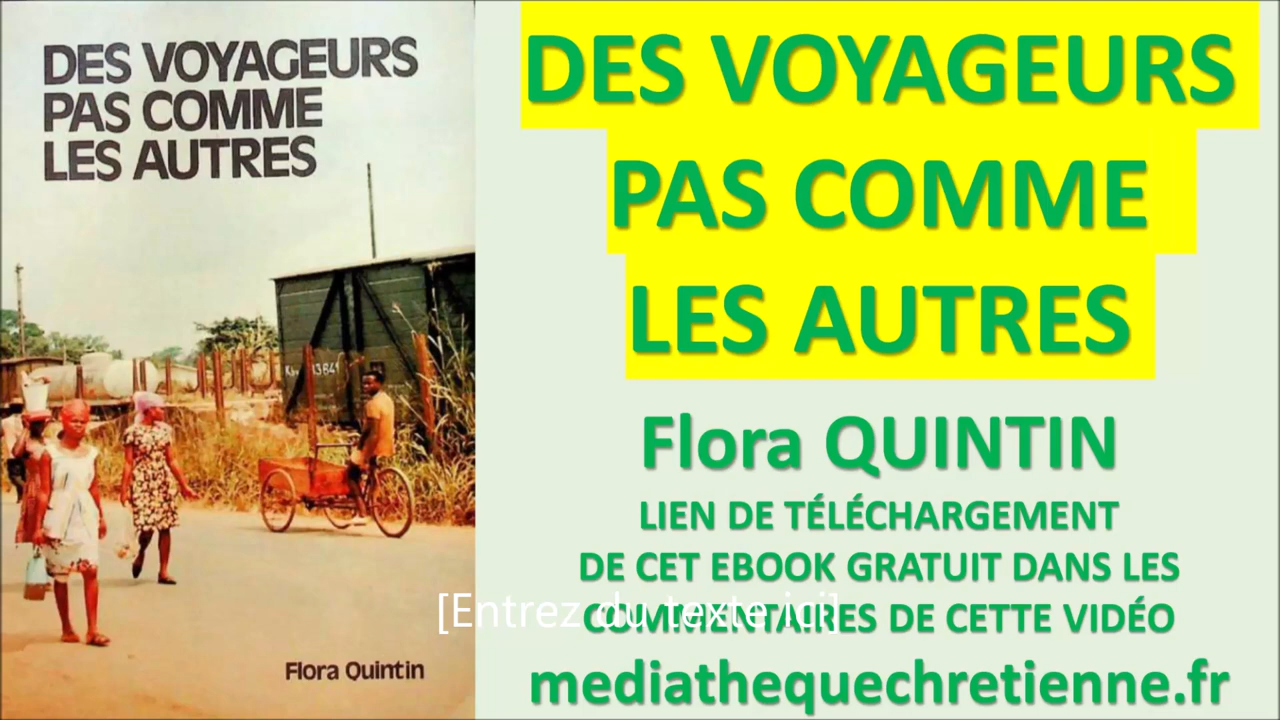 DES VOYAGEURS
PAS COMME
LES AUTRES
Flora Quintin
DES VOYAGEURS
PAS COMME
LES AUTRES
Flora QUINTIN
LIEN DE TÉLÉCHARGEMENT
DE CET EBOOK GRATUIT DANS LES
COMMENTAIRES DE CETTE VIDÉO
[Entrez du texte ici]
mediathequechretienne.fr